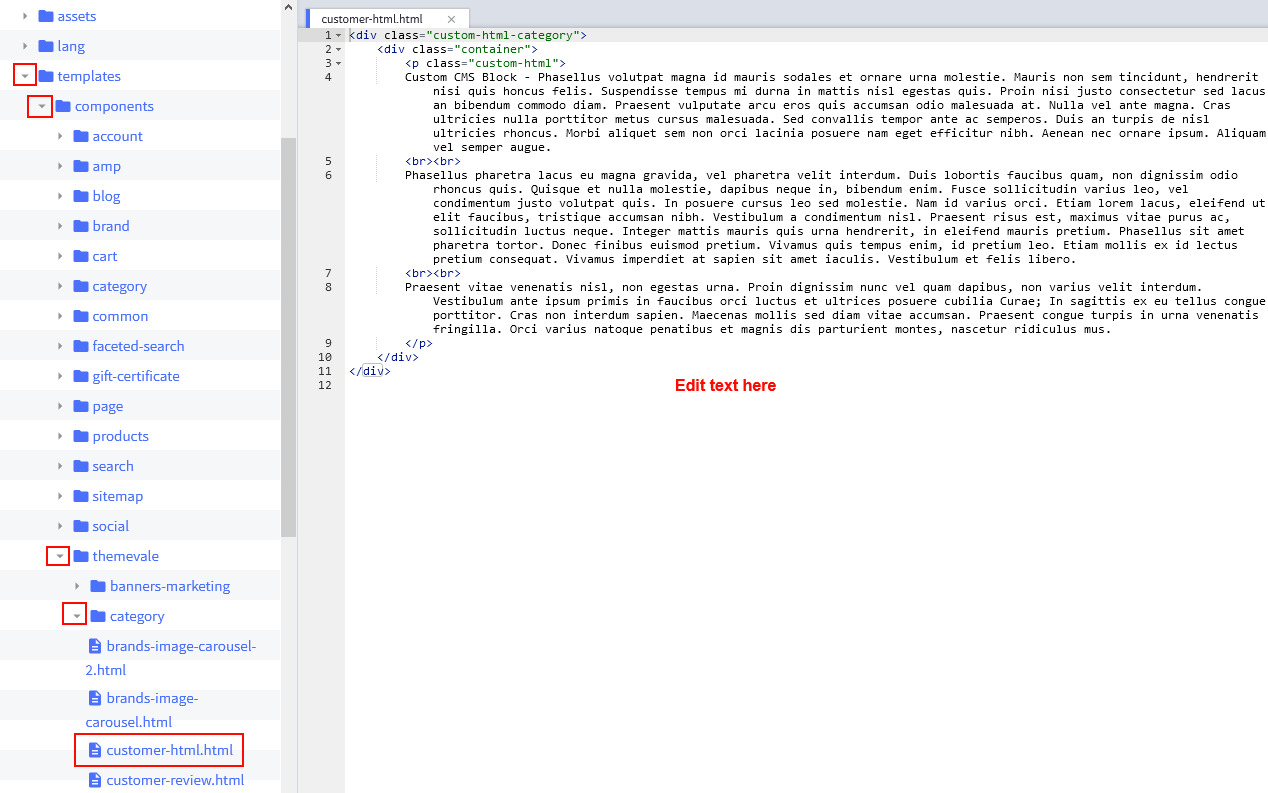 assets
lang
templates
components
account
amp
blog
brand
cart
category
common
faceted-search
gift-certificate
page
products
search
sitemap
social
themevale
banners-marketing
category
brands-image-carousel-
2.html
brands-image-
carousel.html
customer-html.html
customer-review.html
customer-html.html ×
1 <div class="custom-html-category">
2 <div class="container">
3 <p class="custom-html">
4 Custom CMS Block - Phasellus volutpat magna id mauris sodales et ornare urna molestie. Mauris non sem tincidunt, hendrerit
nisi quis honcus felis. Suspendisse tempus mi durna in mattis nisl egestas quis. Proin nisi justo consectetur sed lacus
an bibendum commodo diam. Praesent vulputate arcu eros quis accumsan odio malesuada at. Nulla vel ante magna. Cras
ultricies nulla porttitor metus cursus malesuada. Sed convallis tempor ante ac semperos. Duis an turpis de nisl
ultricies rhoncus. Morbi aliquet sem non orci lacinia posuere nam eget efficitur nibh. Aenean nec ornare ipsum. Aliquam
vel semper augue.
5 <br><br>
6 Phasellus pharetra lacus eu magna gravida, vel pharetra velit interdum. Duis lobortis faucibus quam, non dignissim odio
rhoncus quis. Quisque et nulla molestie, dapibus neque in, bibendum enim. Fusce sollicitudin varius leo, vel
condimentum justo volutpat quis. In posuere cursus leo sed molestie. Nam id varius orci. Etiam lorem lacus, eleifend ut
elit faucibus, tristique accumsan nibh. Vestibulum a condimentum nisl. Praesent risus est, maximus vitae purus ac,
sollicitudin luctus neque. Integer mattis mauris quis urna hendrerit, in eleifend mauris pretium. Phasellus sit amet
pharetra tortor. Donec finibus euismod pretium. Vivamus quis tempus enim, id pretium leo. Etiam mollis ex id lectus
pretium consequat. Vivamus imperdiet at sapien sit amet iaculis. Vestibulum et felis libero.
7 <br><br>
8 Praesent vitae venenatis nisl, non egestas urna. Proin dignissim nunc vel quam dapibus, non varius velit interdum.
Vestibulum ante ipsum primis in faucibus orci luctus et ultrices posuere cubilia Curae; In sagittis ex eu tellus congue
porttitor. Cras non interdum sapien. Maecenas mollis sed diam vitae accumsan. Praesent congue turpis in urna venenatis
fringilla. Orci varius natoque penatibus et magnis dis parturient montes, nascetur ridiculus mus.
9 </p>
10 </div>
11 </div>
12
Edit text here